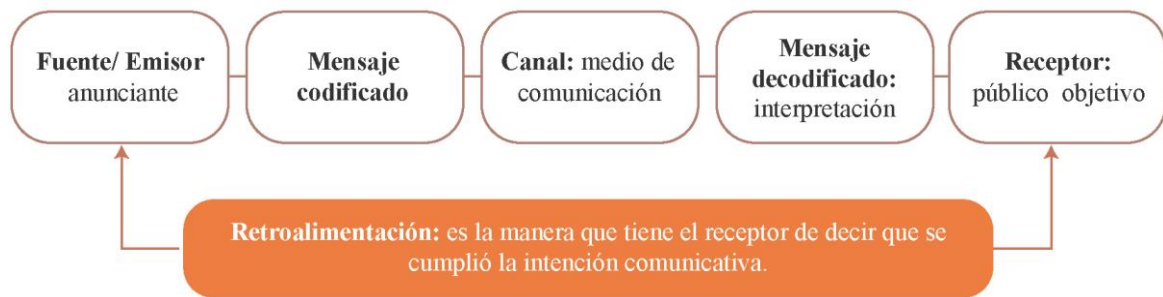 Fuente/ Emisor
anunciante
Mensaje
codificado
Canal: medio de
comunicación
Mensaje
decodificado:
interpretación
Receptor:
público objetivo
Retroalimentación: es la manera que tiene el receptor de decir que se
cumplió la intención comunicativa.